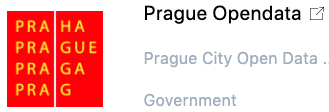 PRA HA
PRA GUE
PRA GA
PRA G
Prague Opendata
Prague City Open Data ..
Government